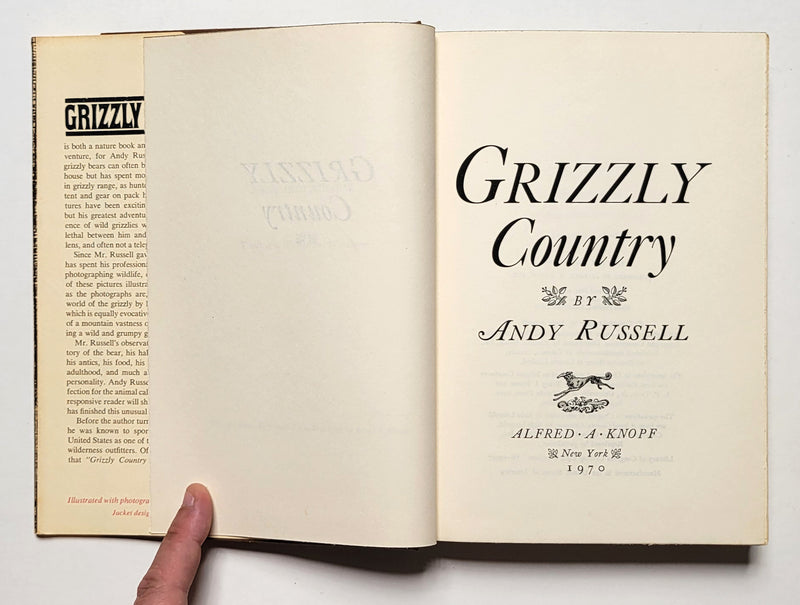 GRIZZLY
is both a nature book an
venture, for Andy Rus
grizzly bears can often b
house but has spent mo
in grizzly range, as hunt
tent and gear on pack h
tures have been excitin
but his greatest adventu
ence of wild grizzlies w
lethal between him and
lens, and often not a tele
Since Mr. Russell gav
has spent his professiona
photographing wildlife,
of these pictures illustra
as the photographs are,
world of the grizzly by
which is equally evocative
of a mountain vastness o
ing a wild and grumpy g
Mr. Russell's observat
tory of the bear, his hal
his antics, his food, his
adulthood, and much a
personality. Andy Russe
fection for the animal ca
responsive reader will sh
has finished this unusual
Before the author turn
he was known to spor
United States as one of t
wilderness outfitters. Of
that "Grizzly Country
Illustrated with photogra
Jacket desig
GRIZZLY
Country
BY
ANDY RUSSELL
ALFRED·A·KNOPF
New York
1970